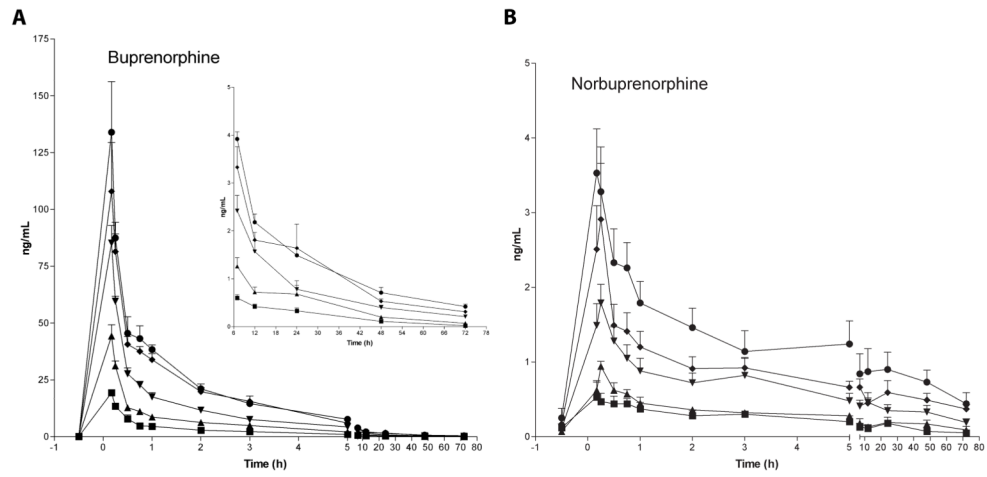 A
B
Buprenorphine
Norbuprenorphine
175
150
125
100
75
50
25
0
ng/mL
-1 0 1 2 3 5 10 20 30 40 50 60 70 80
Time (h)
5
4
3
2
1
0
ng/mL
0 6 12 18 24 30 36 42 48 54 60 66 72 78
Time (h)
5
4
3
2
1
0
ng/mL
-1 0 1 2 3 4 5 10 20 30 40 50 60 70 80
Time (h)